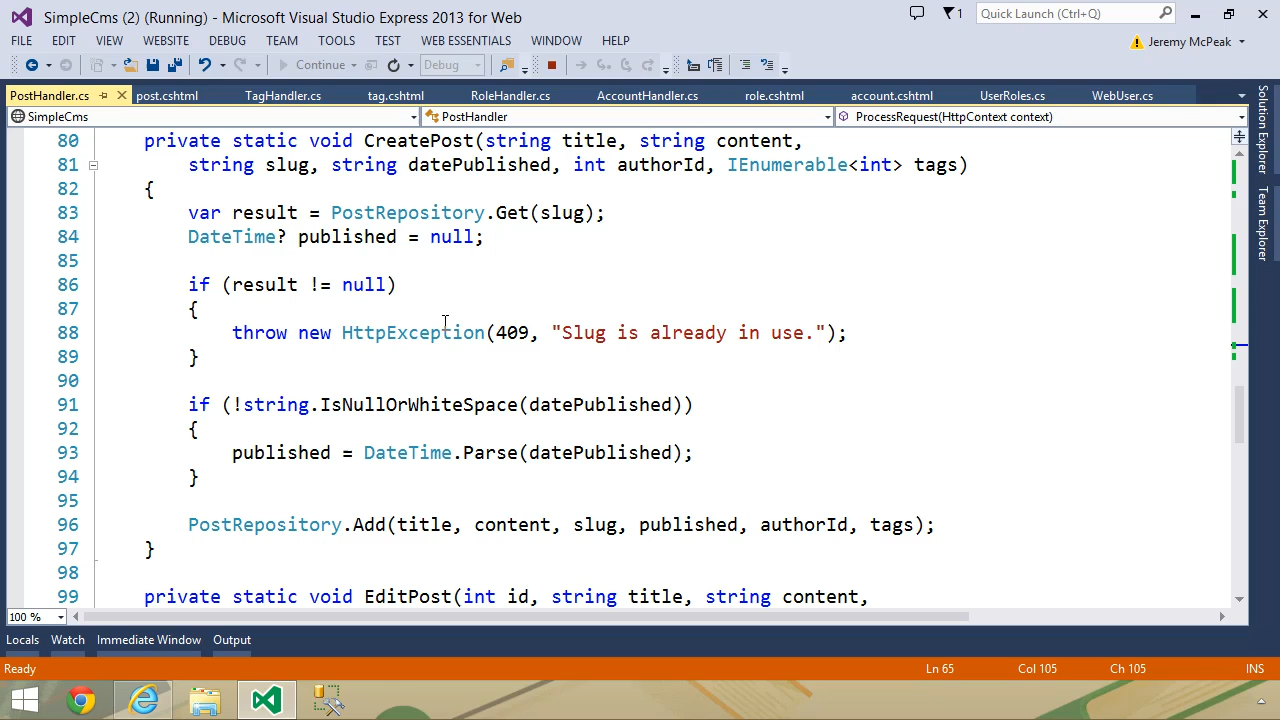 SimpleCms (2) (Running) - Microsoft Visual Studio Express 2013 for Web
1
Quick Launch (Ctrl+Q)
FILE EDIT VIEW WEBSITE DEBUG TEAM TOOLS TEST WEB ESSENTIALS WINDOW HELP
Jeremy McPeak
Continue Debug
PostHandler.cs post.cshtml TagHandler.cs tag.cshtml RoleHandler.cs AccountHandler.cs role.cshtml account.cshtml UserRoles.cs WebUser.cs
SimpleCms PostHandler ProcessRequest(HttpContext context)
80 private static void CreatePost(string title, string content,
81 string slug, string datePublished, int authorId, IEnumerable<int> tags)
82 {
83 var result = PostRepository.Get(slug);
84 DateTime? published = null;
85
86 if (result != null)
87 {
88 throw new HttpException(409, "Slug is already in use.");
89 }
90
91 if (!string.IsNullOrWhiteSpace(datePublished))
92 {
93 published = DateTime.Parse(datePublished);
94 }
95
96 PostRepository.Add(title, content, slug, published, authorId, tags);
97 }
98
99 private static void EditPost(int id, string title, string content,
100 %
Solution Explorer
Team Explorer
Locals Watch Immediate Window Output
Ready Ln 65 Col 105 Ch 105 INS